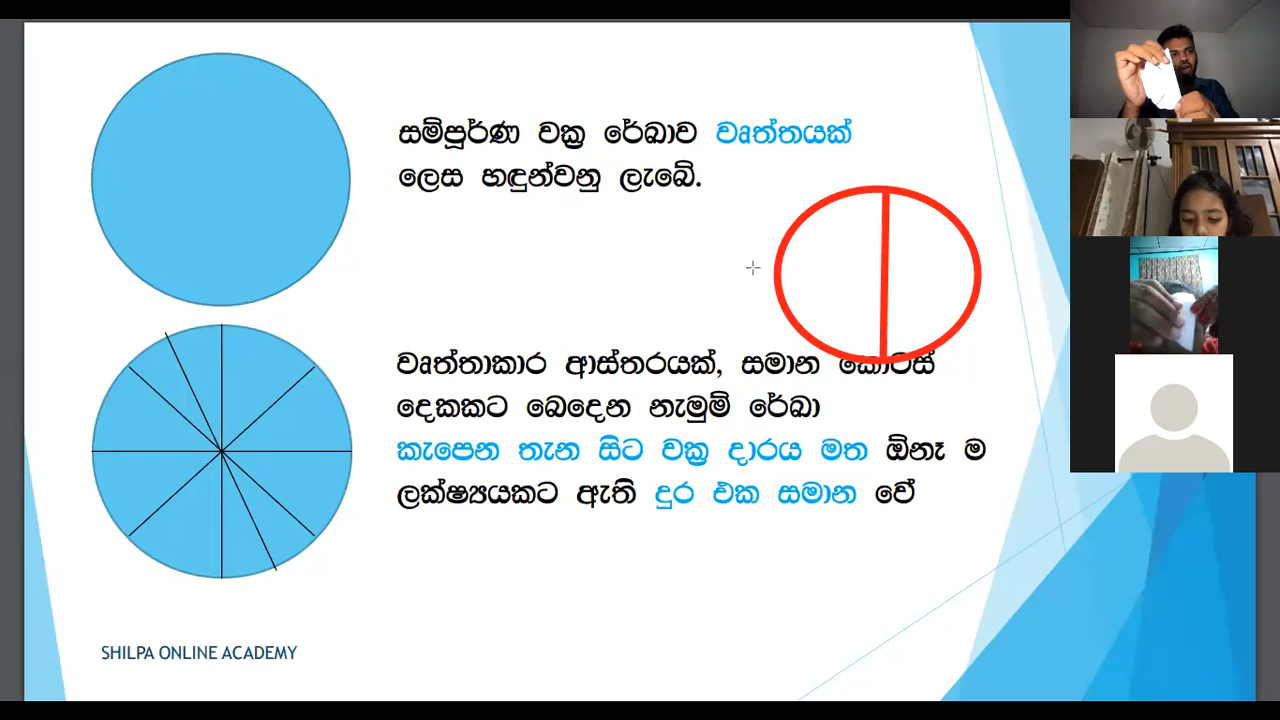 සම්පූර්ණ වක්‍ර රේඛාව වෘත්තයක්
ලෙස හඳුන්වනු ලැබේ.
වෘත්තාකාර ආස්තරයක්, සමාන කොටස්
දෙකකට බෙදෙන නැමුම් රේඛා
කැපෙන තැන සිට වක්‍ර දාරය මත ඕනෑ ම
ලක්ෂ්‍යයකට ඇති දුර එක සමාන වේ
SHILPA ONLINE ACADEMY